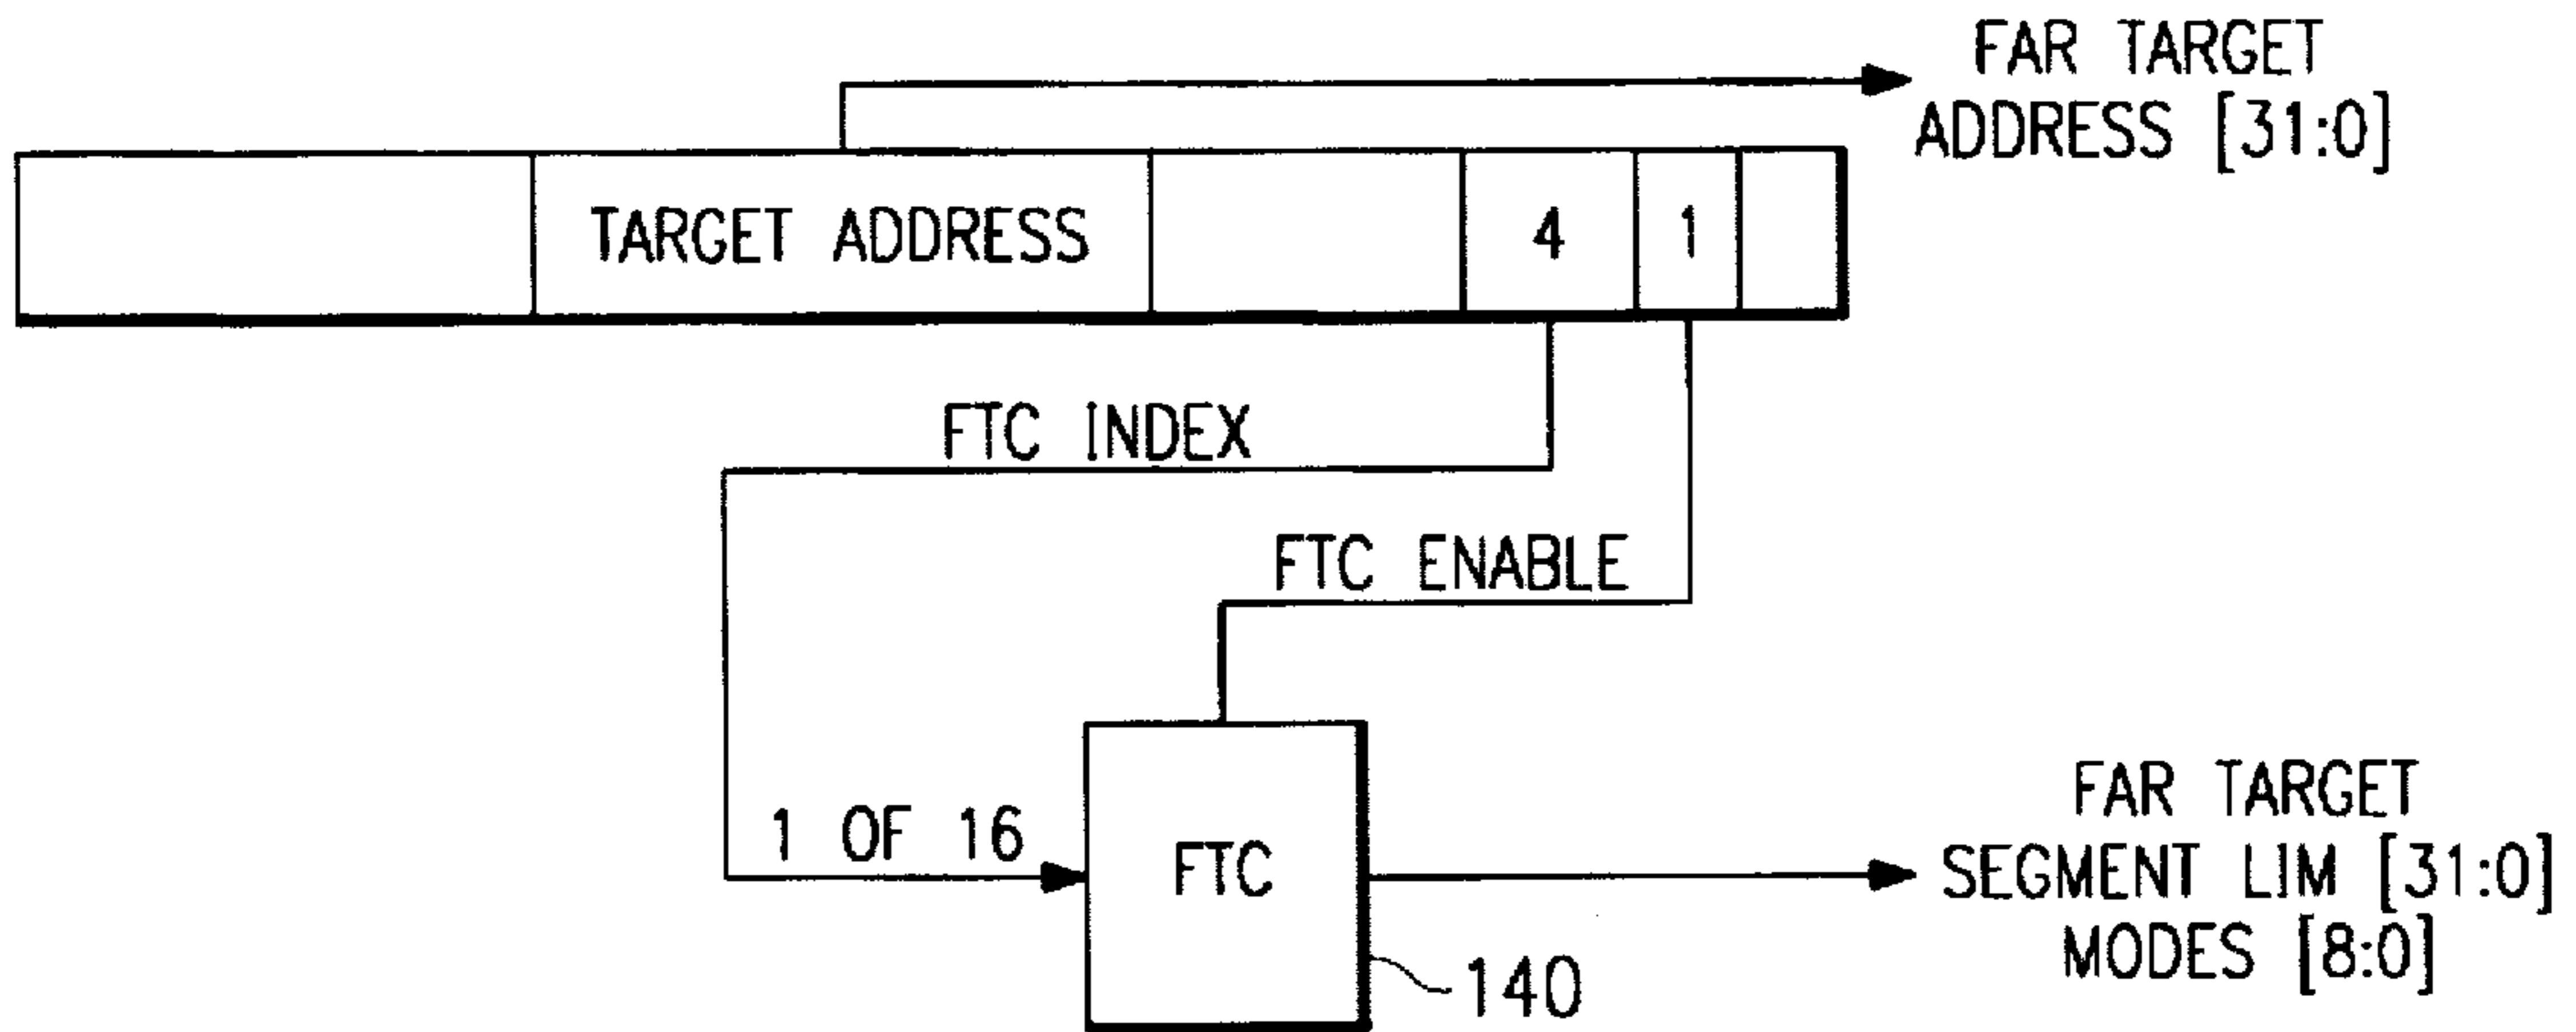 FAR TARGET
ADDRESS [31:0]
TARGET ADDRESS
4
1
FTC INDEX
FTC ENABLE
1 OF 16
FTC
FAR TARGET
SEGMENT LIM [31:0]
MODES [8:0]
140